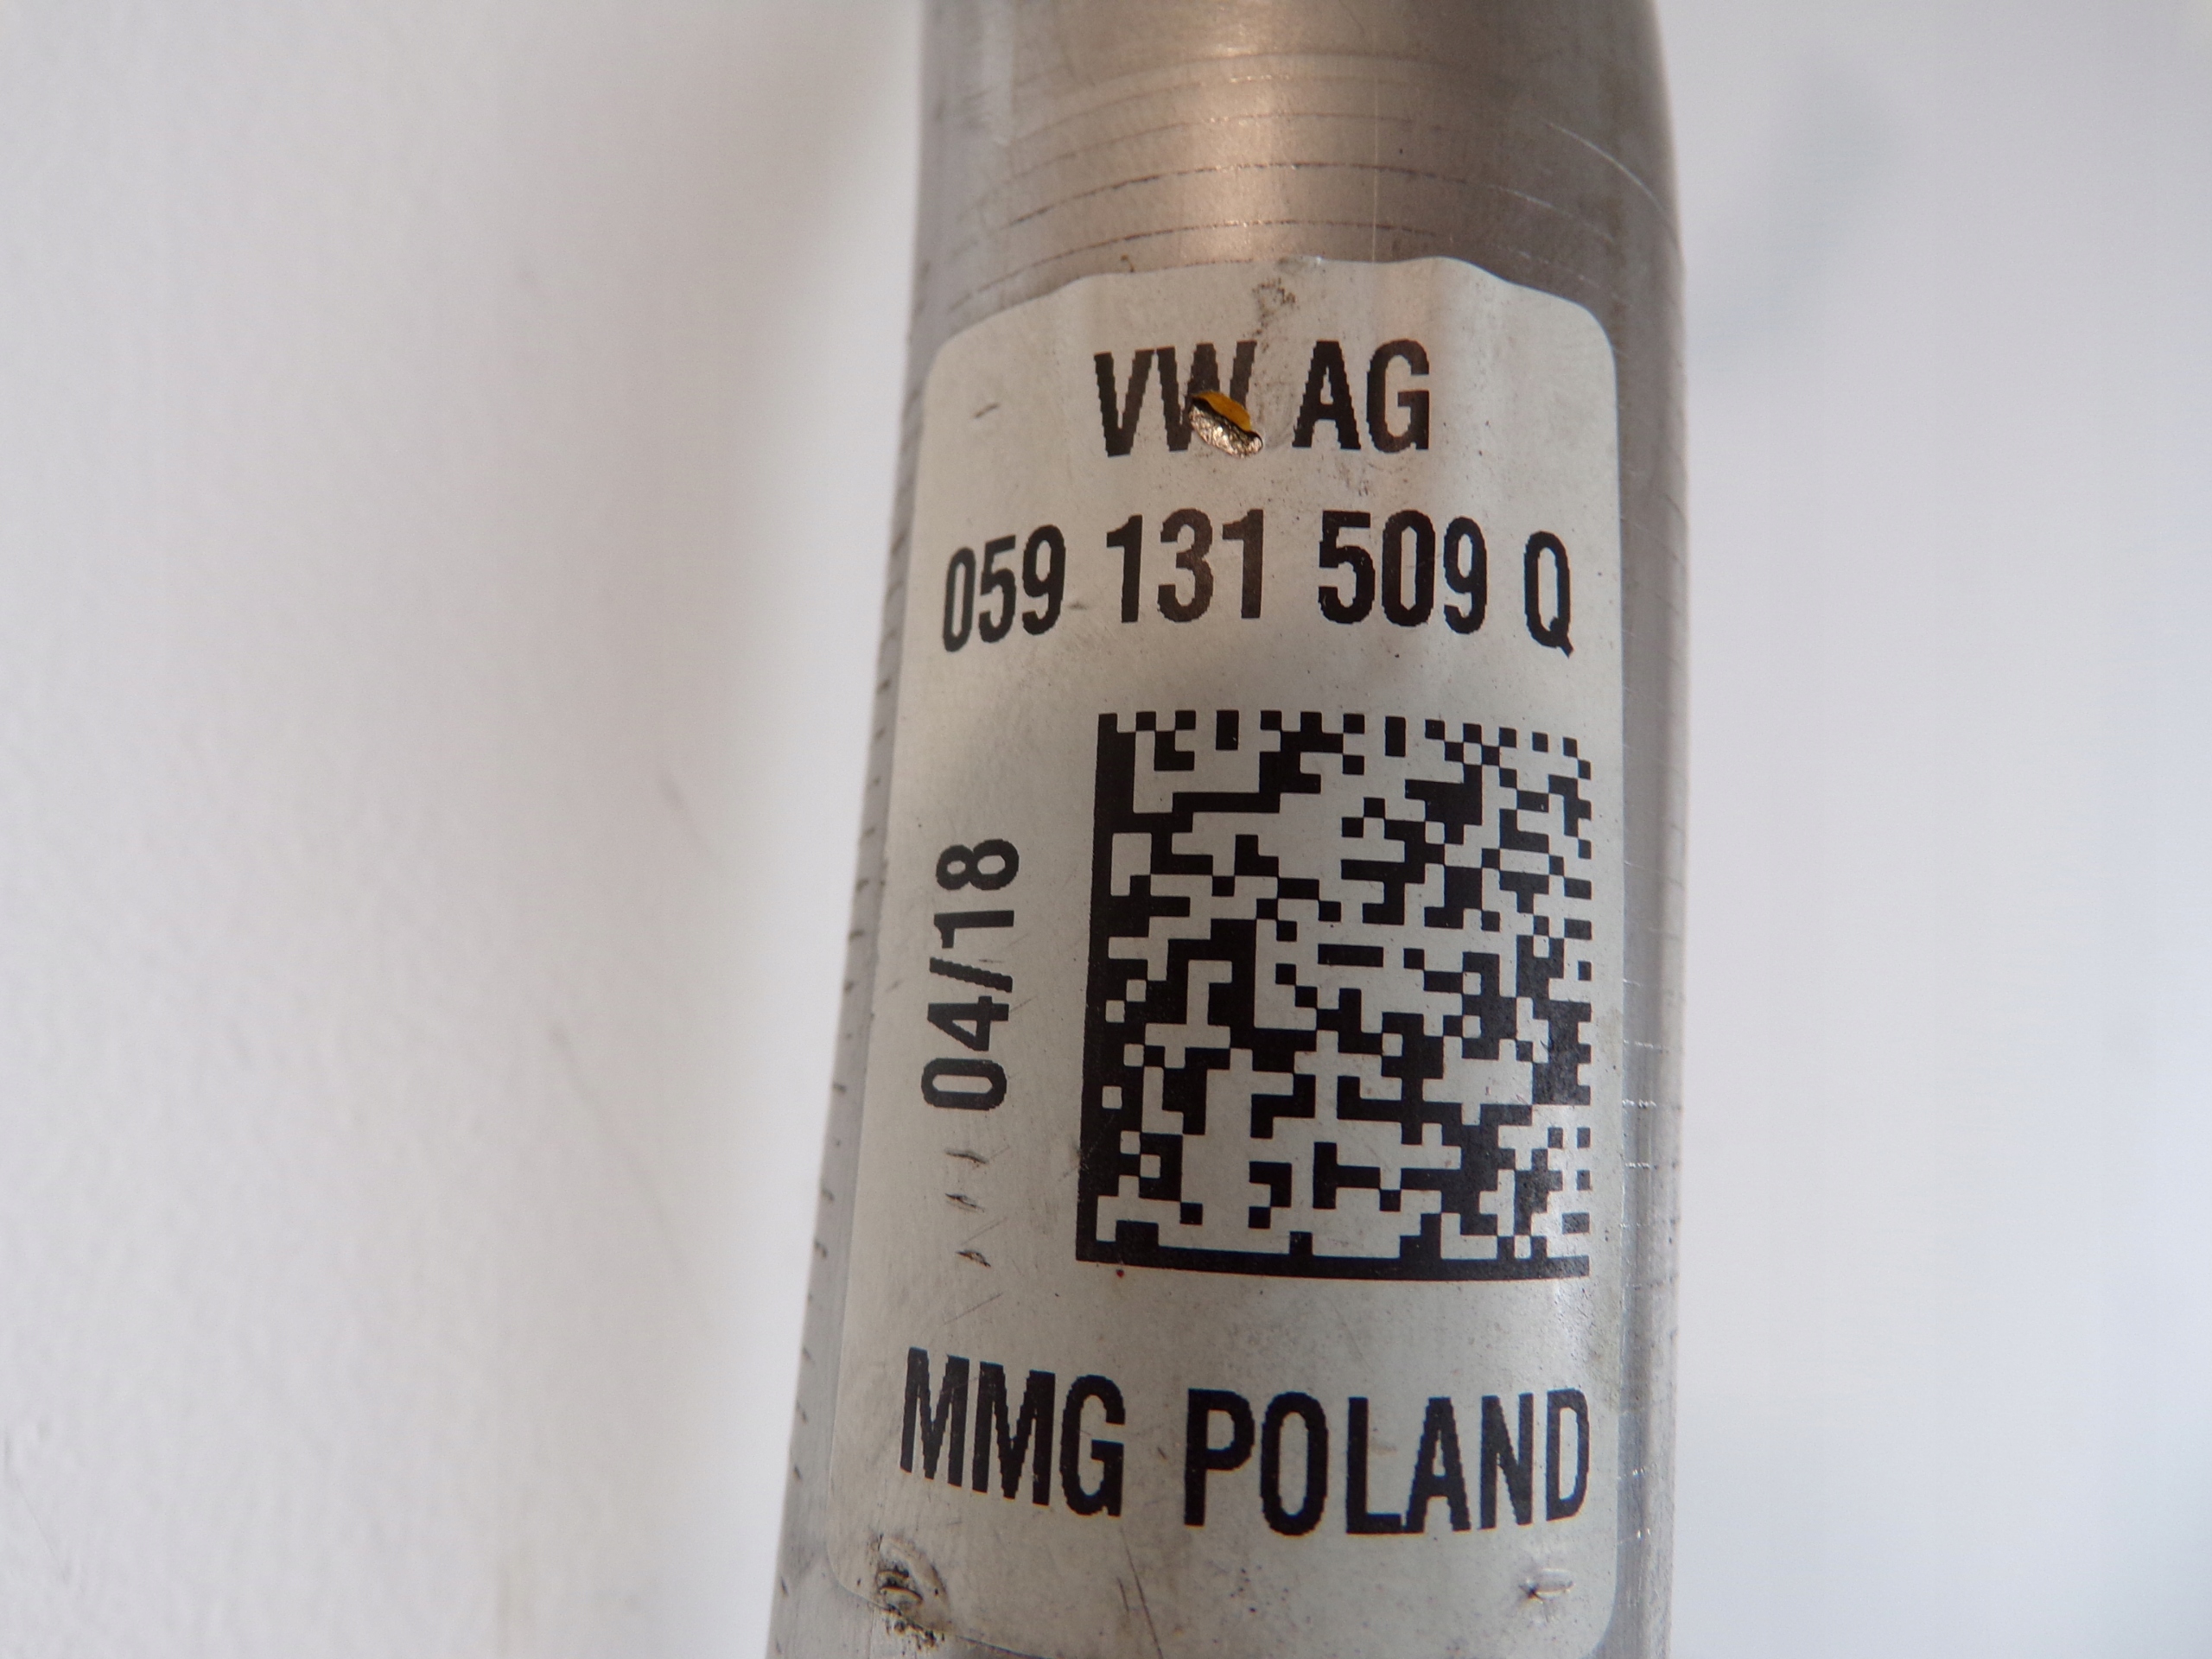 VW AG
059 131 509 Q
04/18
MMG POLAND